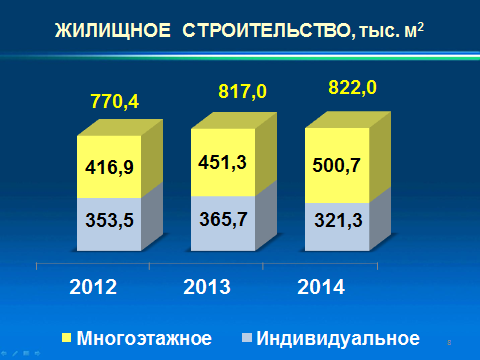 ЖИЛИЩНОЕ СТРОИТЕЛЬСТВО, тыс. м²
770,4 817,0 822,0
416,9 451,3 500,7
353,5 365,7 321,3
2012 2013 2014
Многоэтажное Индивидуальное
8